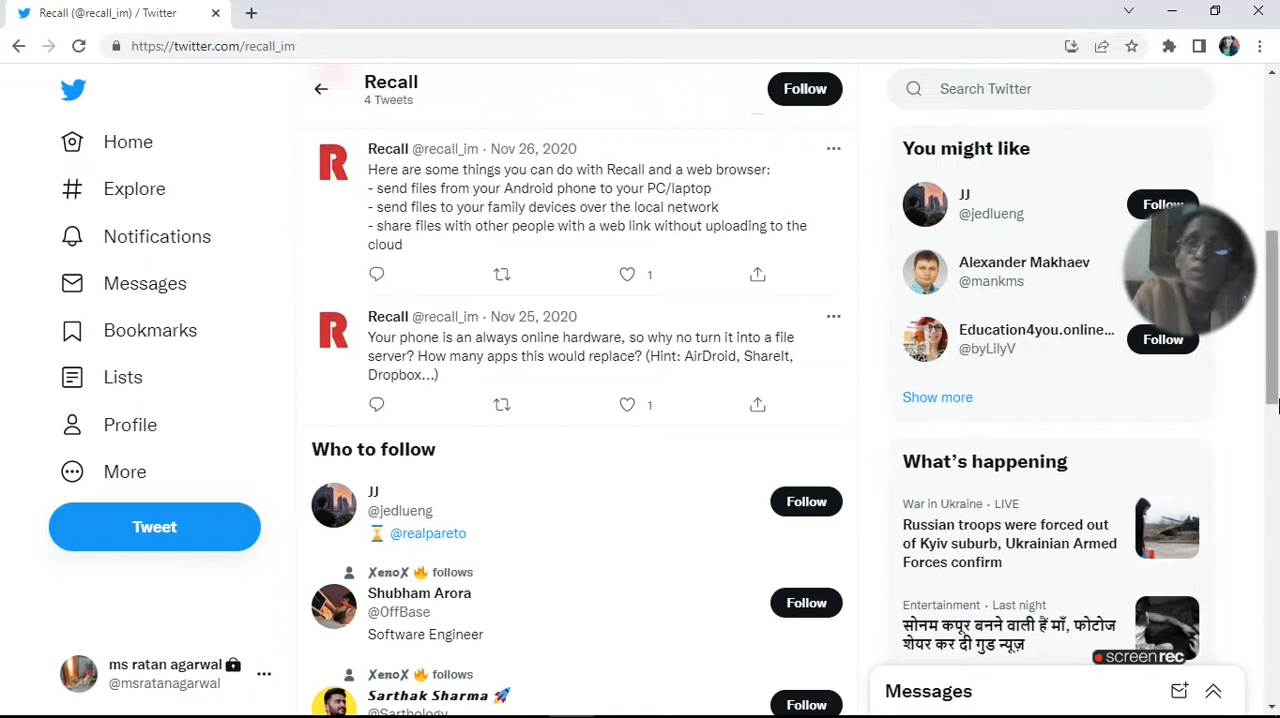 Recall (@recall_im) / Twitter
https://twitter.com/recall_im
Home
Explore
Notifications
Messages
Bookmarks
Lists
Profile
More
Tweet
ms ratan agarwal
@msratanagarwal
Recall
4 Tweets
Follow
Recall @recall_im · Nov 26, 2020
Here are some things you can do with Recall and a web browser:
- send files from your Android phone to your PC/laptop
- send files to your family devices over the local network
- share files with other people with a web link without uploading to the
cloud
1
Recall @recall_im · Nov 25, 2020
Your phone is an always online hardware, so why no turn it into a file
server? How many apps this would replace? (Hint: AirDroid, ShareIt,
Dropbox...)
1
Who to follow
JJ
@jedlueng
⏳ @realpareto
Follow
XenoX 🔥 follows
Shubham Arora
@0ffBase
Software Engineer
Follow
XenoX 🔥 follows
Sarthak Sharma 🚀
@Sarthology
Follow
Search Twitter
You might like
JJ
@jedlueng
Follow
Alexander Makhaev
@mankms
Education4you.online...
@byLilyV
Follow
Show more
What's happening
War in Ukraine · LIVE
Russian troops were forced out
of Kyiv suburb, Ukrainian Armed
Forces confirm
Entertainment · Last night
सोनम कपूर बनने वाली हैं माँ, फोटोज
शेयर कर दी गुड न्यूज़
screenrec
Messages